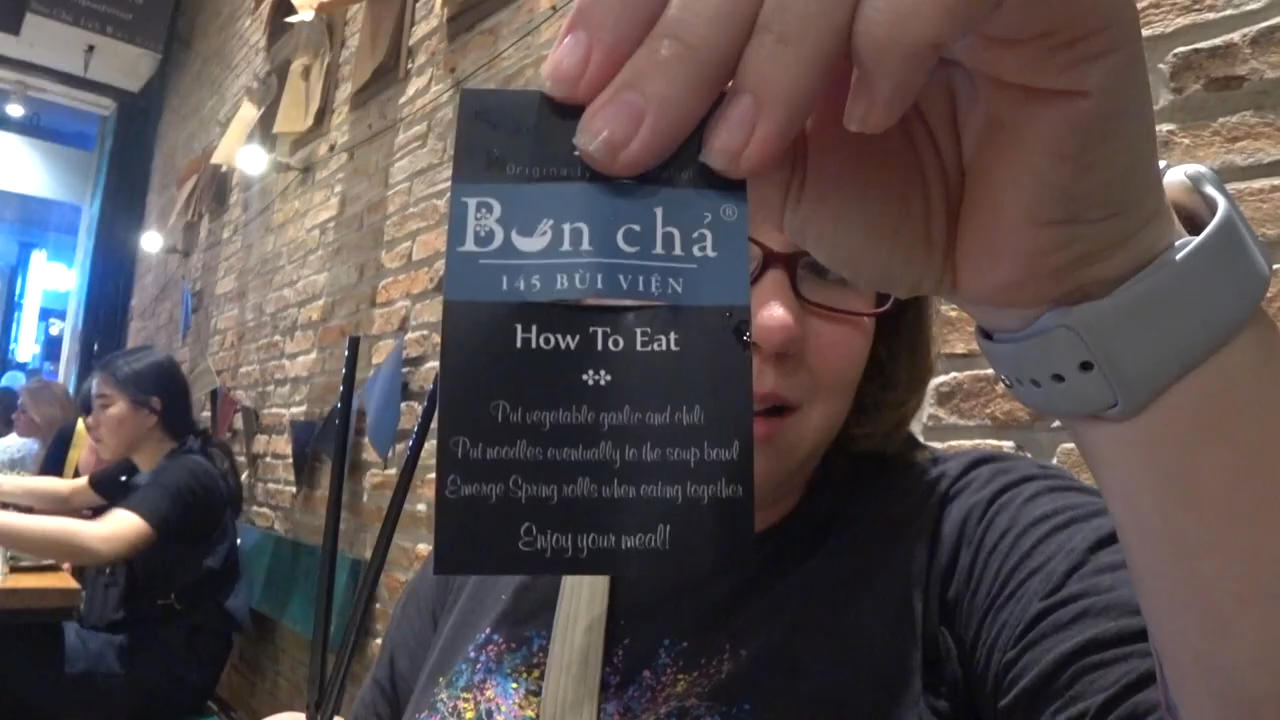 Originally
Bún chả®
145 BÙI VIỆN
How To Eat
Put vegetable garlic and chili
Put noodles eventually to the soup bowl
Emerge Spring rolls when eating together
Enjoy your meal!